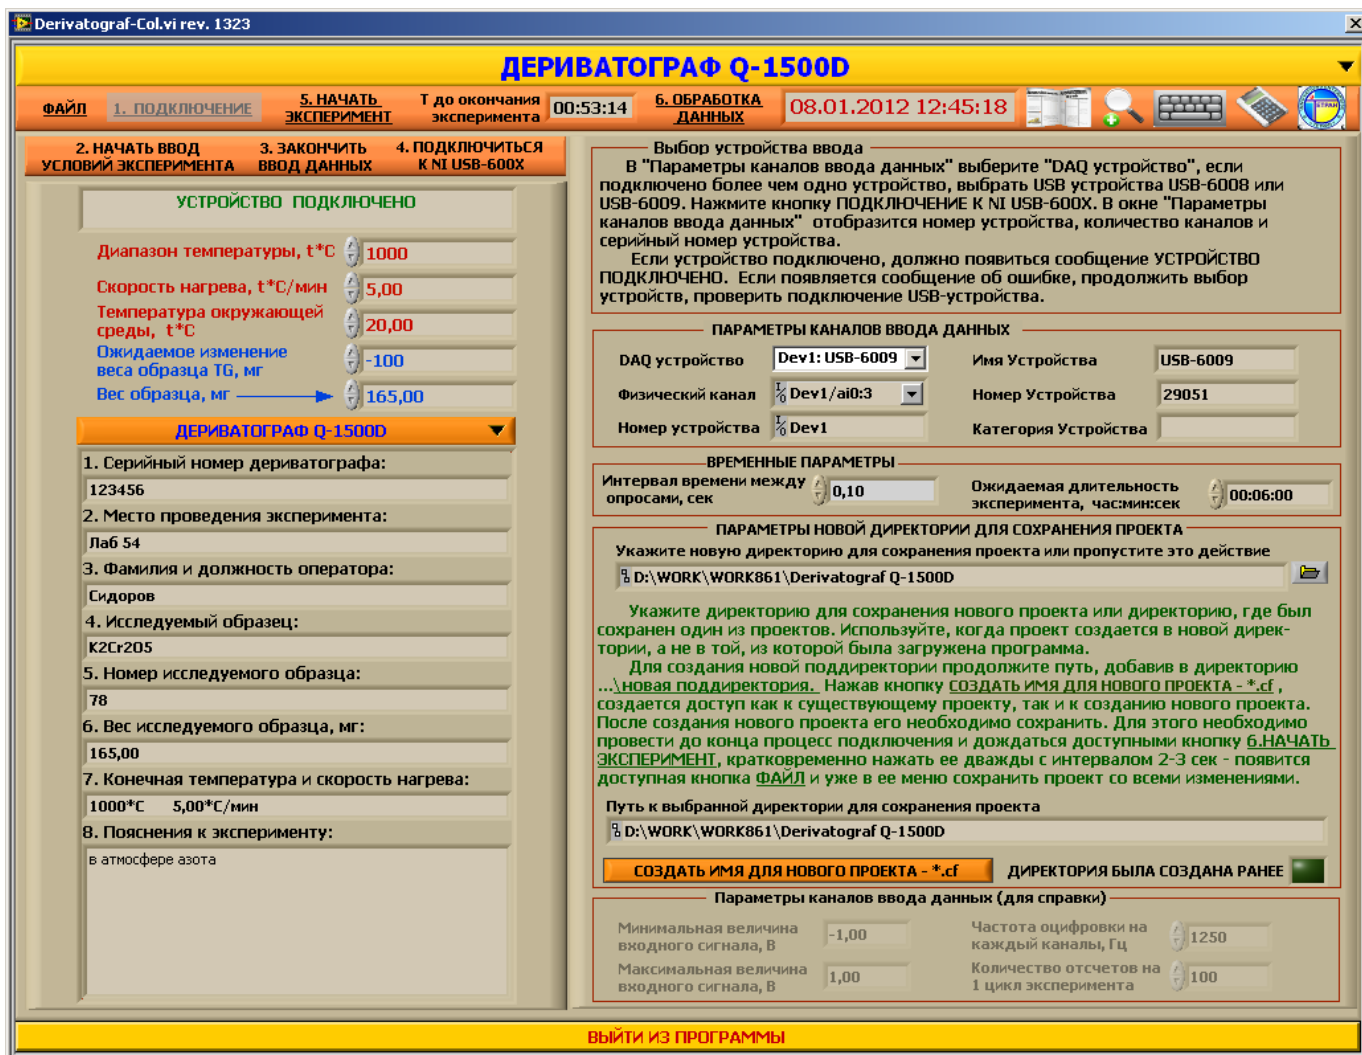 Derivatograf-Col.vi rev. 1323
ДЕРИВАТОГРАФ Q-1500D
ФАЙЛ
1. ПОДКЛЮЧЕНИЕ
5. НАЧАТЬ
ЭКСПЕРИМЕНТ
Т до окончания
эксперимента
00:53:14
6. ОБРАБОТКА
ДАННЫХ
08.01.2012 12:45:18
2. НАЧАТЬ ВВОД
УСЛОВИЙ ЭКСПЕРИМЕНТА
3. ЗАКОНЧИТЬ
ВВОД ДАННЫХ
4. ПОДКЛЮЧИТЬСЯ
К NI USB-600X
УСТРОЙСТВО ПОДКЛЮЧЕНО
Диапазон температуры, t*C 1000
Скорость нагрева, t*C/мин 5,00
Температура окружающей
среды, t*C 20,00
Ожидаемое изменение
веса образца TG, мг -100
Вес образца, мг 165,00
ДЕРИВАТОГРАФ Q-1500D
1. Серийный номер дериватографа:
123456
2. Место проведения эксперимента:
Лаб 54
3. Фамилия и должность оператора:
Сидоров
4. Исследуемый образец:
K2Cr2O5
5. Номер исследуемого образца:
78
6. Вес исследуемого образца, мг:
165,00
7. Конечная температура и скорость нагрева:
1000*C 5,00*C/мин
8. Пояснения к эксперименту:
в атмосфере азота
Выбор устройства ввода
В "Параметры каналов ввода данных" выберите "DAQ устройство", если
подключено более чем одно устройство, выбрать USB устройства USB-6008 или
USB-6009. Нажмите кнопку ПОДКЛЮЧЕНИЕ К NI USB-600X. В окне "Параметры
каналов ввода данных" отобразится номер устройства, количество каналов и
серийный номер устройства.
Если устройство подключено, должно появиться сообщение УСТРОЙСТВО
ПОДКЛЮЧЕНО. Если появляется сообщение об ошибке, продолжить выбор
устройств, проверить подключение USB-устройства.
ПАРАМЕТРЫ КАНАЛОВ ВВОДА ДАННЫХ
DAQ устройство Dev1: USB-6009 Имя Устройства USB-6009
Физический канал Dev1/ai0:3 Номер Устройства 29051
Номер устройства Dev1 Категория Устройства
ВРЕМЕННЫЕ ПАРАМЕТРЫ
Интервал времени между
опросами, сек
0,10
Ожидаемая длительность
эксперимента, час:мин:сек
00:06:00
ПАРАМЕТРЫ НОВОЙ ДИРЕКТОРИИ ДЛЯ СОХРАНЕНИЯ ПРОЕКТА
Укажите новую директорию для сохранения проекта или пропустите это действие
D:\WORK\WORK861\Derivatograf Q-1500D
Укажите директорию для сохранения нового проекта или директорию, где был
сохранен один из проектов. Используйте, когда проект создается в новой дирек-
тории, а не в той, из которой была загружена программа.
Для создания новой поддиректории продолжите путь, добавив в директорию
...\новая поддиректория. Нажав кнопку СОЗДАТЬ ИМЯ ДЛЯ НОВОГО ПРОЕКТА - *.cf ,
создается доступ как к существующему проекту, так и к созданию нового проекта.
После создания нового проекта его необходимо сохранить. Для этого необходимо
провести до конца процесс подключения и дождаться доступными кнопку 6.НАЧАТЬ
ЭКСПЕРИМЕНТ, кратковременно нажать ее дважды с интервалом 2-3 сек - появится
доступная кнопка ФАЙЛ и уже в ее меню сохранить проект со всеми изменениями.
Путь к выбранной директории для сохранения проекта
D:\WORK\WORK861\Derivatograf Q-1500D
СОЗДАТЬ ИМЯ ДЛЯ НОВОГО ПРОЕКТА - *.cf
ДИРЕКТОРИЯ БЫЛА СОЗДАНА РАНЕЕ
Параметры каналов ввода данных (для справки)
Минимальная величина
входного сигнала, В
-1,00
Частота оцифровки на
каждый каналы, Гц
1250
Максимальная величина
входного сигнала, В
1,00
Количество отсчетов на
1 цикл эксперимента
100
ВЫЙТИ ИЗ ПРОГРАММЫ